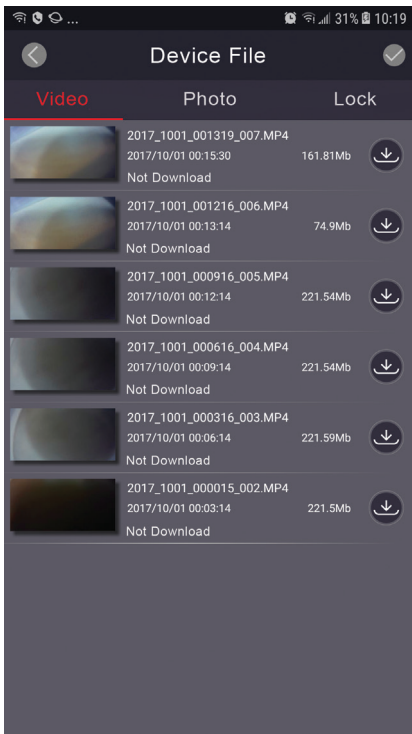 ... 31% 10:19
Device File
Video Photo Lock
2017_1001_001319_007.MP4
2017/10/01 00:15:30 161.81Mb
Not Download
2017_1001_001216_006.MP4
2017/10/01 00:13:14 74.9Mb
Not Download
2017_1001_000916_005.MP4
2017/10/01 00:12:14 221.54Mb
Not Download
2017_1001_000616_004.MP4
2017/10/01 00:09:14 221.54Mb
Not Download
2017_1001_000316_003.MP4
2017/10/01 00:06:14 221.59Mb
Not Download
2017_1001_000015_002.MP4
2017/10/01 00:03:14 221.5Mb
Not Download